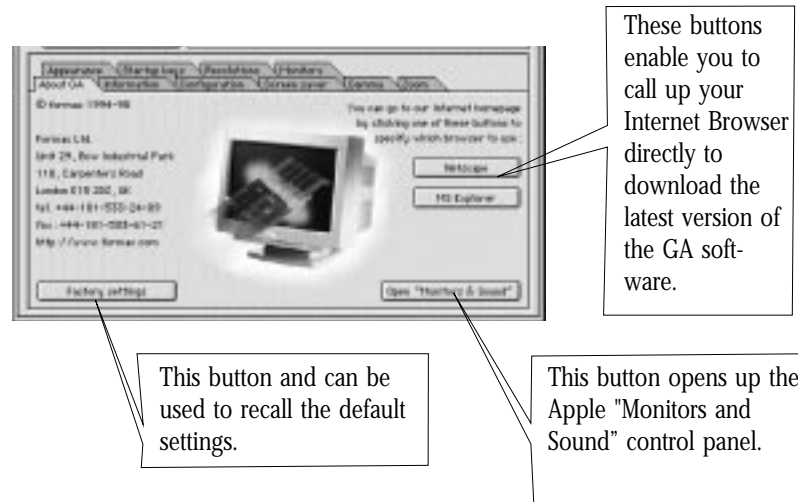 These buttons
enable you to
call up your
Internet Browser
directly to
download the
latest version of
the GA soft-
ware.
Appearance Startup keys Resolutions Monitors
About GA Information Configuration Screen saver Gamma Zoom
© formac 1994-98
You can go to our internet homepage
by clicking one of these buttons to
specify which browser to use:
Formac Ltd.
Unit 29, Bow Industrial Park
118, Carpenters Road
London E15 2DZ, UK
Netscape
MS Explorer
http://www.formac.com
Factory settings
Open "Monitors & Sound"
This button and can be
used to recall the default
settings.
This button opens up the
Apple "Monitors and
Sound” control panel.